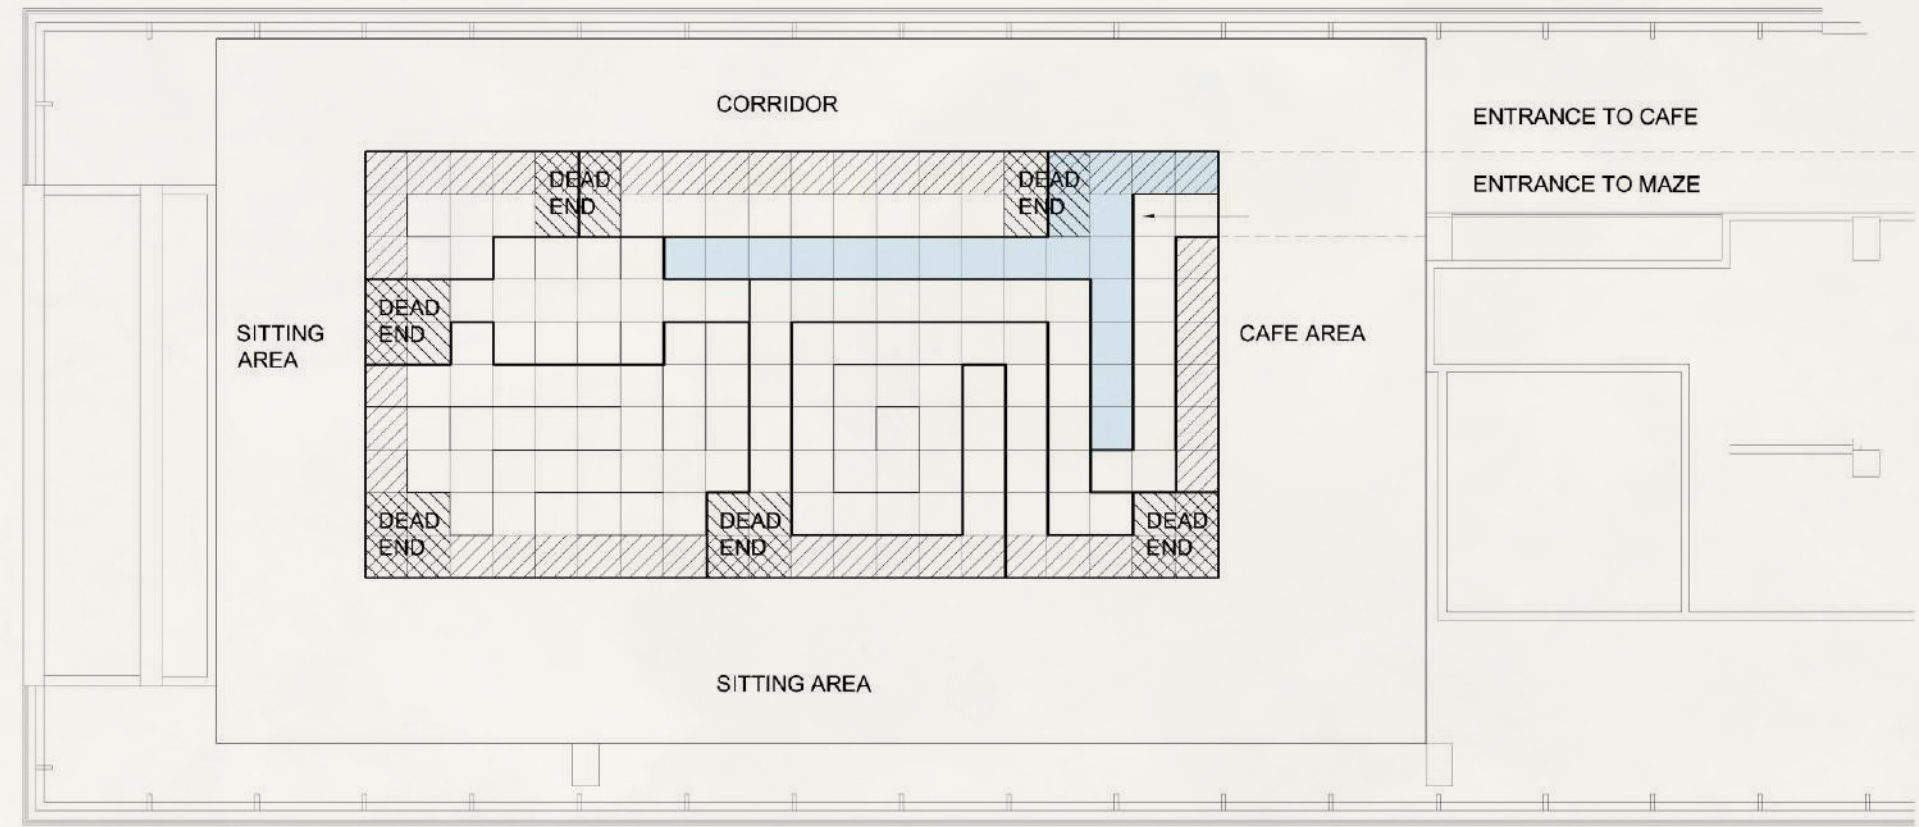 CORRIDOR
ENTRANCE TO CAFE
ENTRANCE TO MAZE
DEAD
END
DEAD
END
DEAD
END
SITTING
AREA
CAFE AREA
DEAD
END
DEAD
END
DEAD
END
SITTING AREA